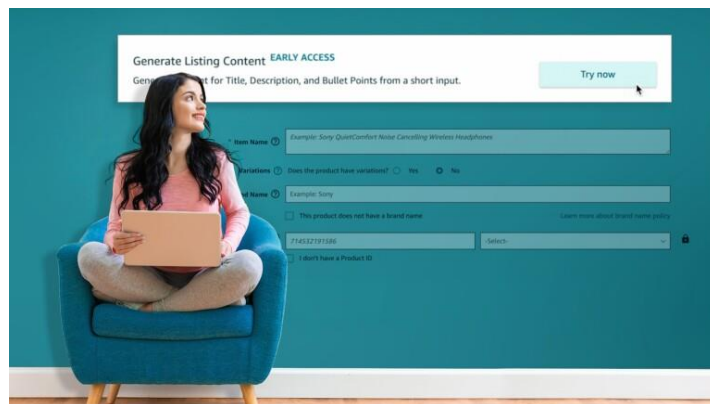 Generate Listing Content EARLY ACCESS
for Title, Description, and Bullet Points from a short input.
Try now
* Item Name
Example: Sony QuietComfort Noise Cancelling Wireless Headphones
Variations
Does the product have variations? Yes No
Name
Example: Sony
This product does not have a brand name
Learn more about brand name policy
714532191586
-Select-
I don't have a Product ID